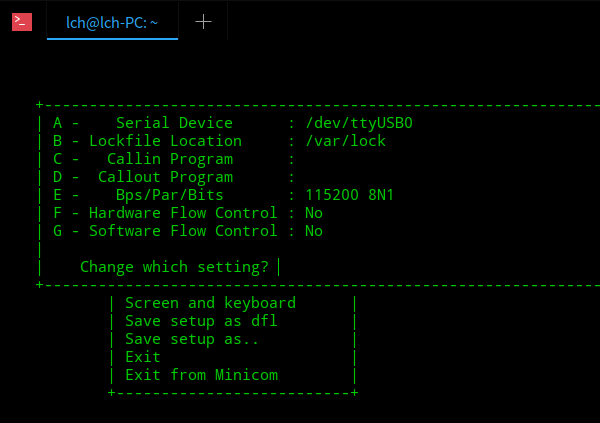 lch@lch-PC: ~
A -    Serial Device      : /dev/ttyUSB0
B - Lockfile Location     : /var/lock
C -   Callin Program      :
D -  Callout Program      :
E -    Bps/Par/Bits       : 115200 8N1
F - Hardware Flow Control : No
G - Software Flow Control : No
Change which setting?
Screen and keyboard
Save setup as dfl
Save setup as..
Exit
Exit from Minicom